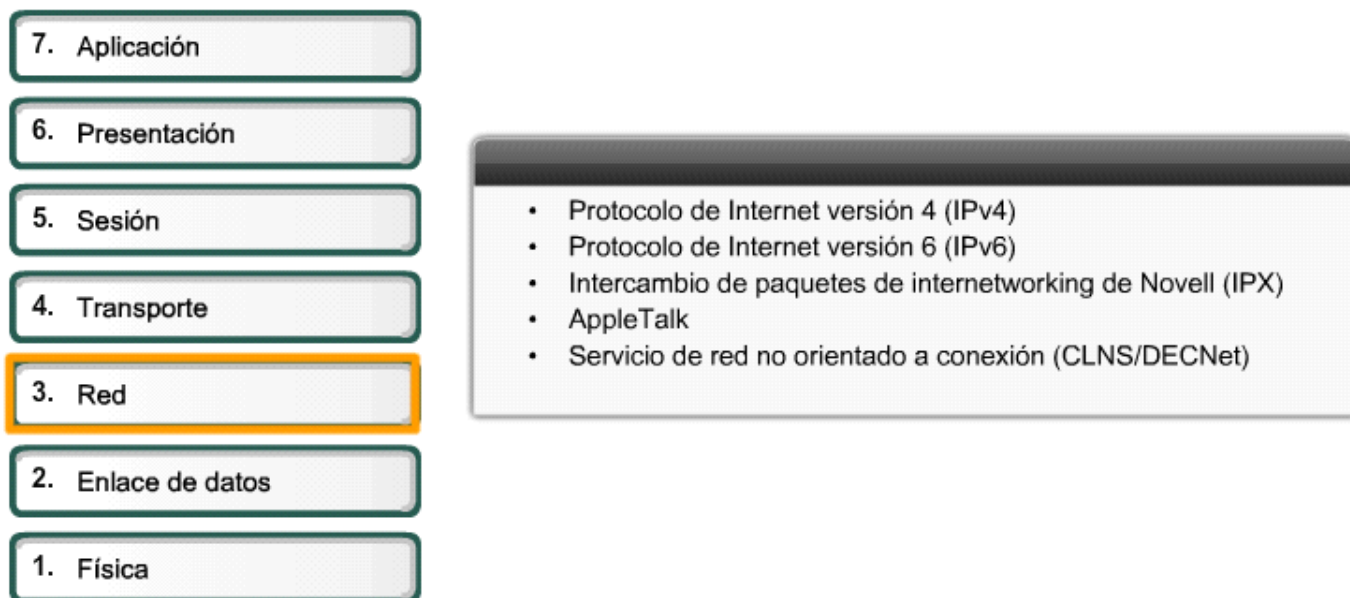 7. Aplicación
6. Presentación
5. Sesión
4. Transporte
3. Red
2. Enlace de datos
1. Física
• Protocolo de Internet versión 4 (IPv4)
• Protocolo de Internet versión 6 (IPv6)
• Intercambio de paquetes de internetworking de Novell (IPX)
• AppleTalk
• Servicio de red no orientado a conexión (CLNS/DECNet)